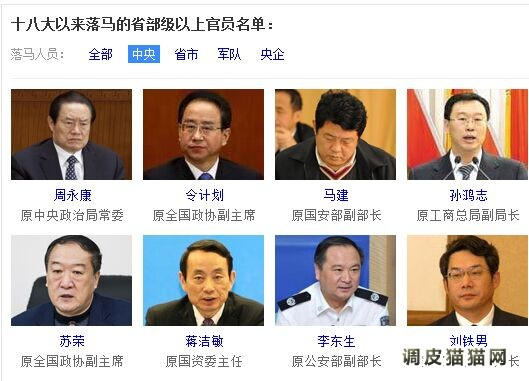 十八大以来落马的省部级以上官员名单:
落马人员: 全部 中央 省市 军队 央企
周永康 令计划 马建 孙鸿志
原中央政治局常委 原全国政协副主席 原国安部副部长 原工商总局副局长
苏荣 蒋洁敏 李东生 刘铁男
原全国政协副主席 原国资委主任 原公安部副部长 长
调皮猫猫网